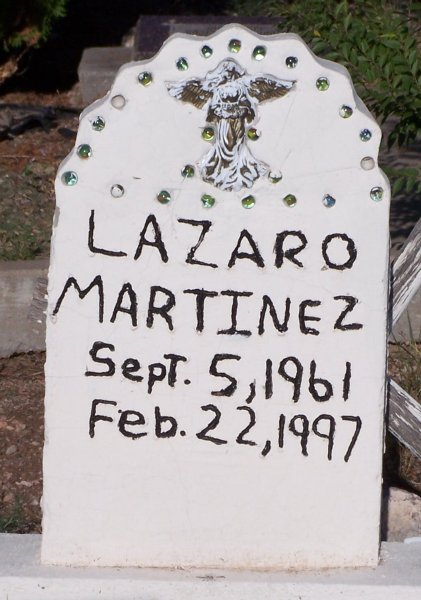 LAZARO
MARTINEZ
Sept. 5, 1961
Feb. 22, 1997